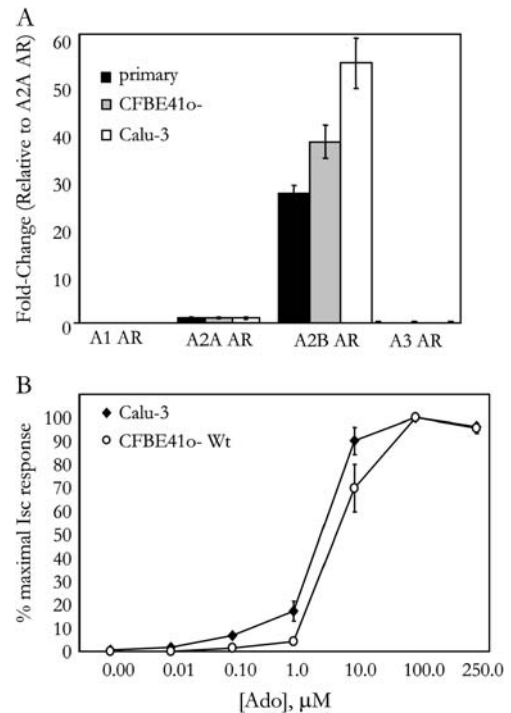 A
Fold-Change (Relative to A2A AR)
60
50
40
30
20
10
0
primary
CFBE41o-
Calu-3
A1 AR
A2A AR
A2B AR
A3 AR
B
% maximal Isc response
100
90
80
70
60
50
40
30
20
10
0
Calu-3
CFBE41o- Wt
0.00
0.01
0.10
1.0
10.0
100.0
250.0
[Ado], μM